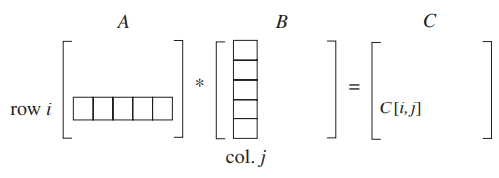 A B C
row i * = C[i,j]
col. j